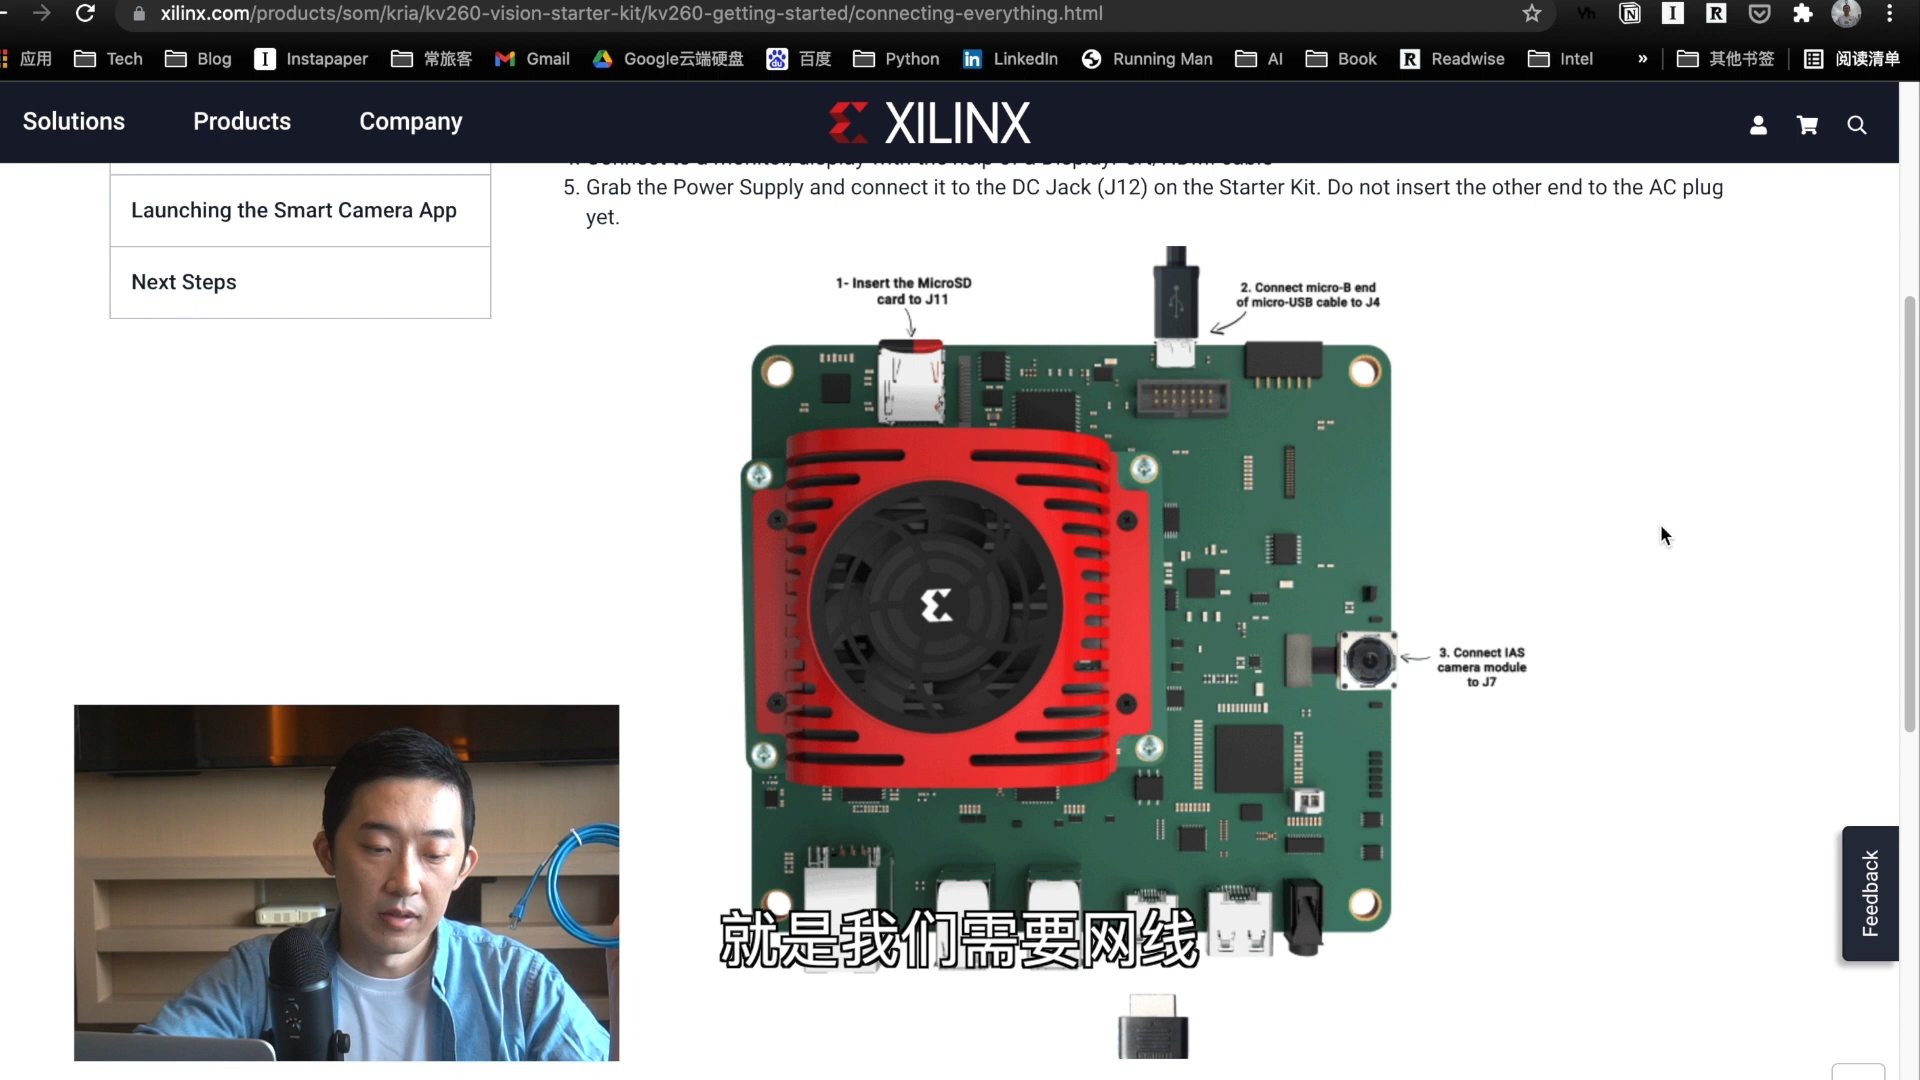 xilinx.com/products/som/kria/kv260-vision-starter-kit/kv260-getting-started/connecting-everything.html
应用
Tech
Blog
Instapaper
常旅客
Gmail
Google云端硬盘
百度
Python
LinkedIn
Running Man
AI
Book
Readwise
Intel
»
其他书签
阅读清单
Solutions
Products
Company
XILINX
5. Grab the Power Supply and connect it to the DC Jack (J12) on the Starter Kit. Do not insert the other end to the AC plug
yet.
Launching the Smart Camera App
Next Steps
1- Insert the MicroSD
card to J11
2. Connect micro-B end
of micro-USB cable to J4
3. Connect IAS
camera module
to J7
Feedback
就是我们需要网线